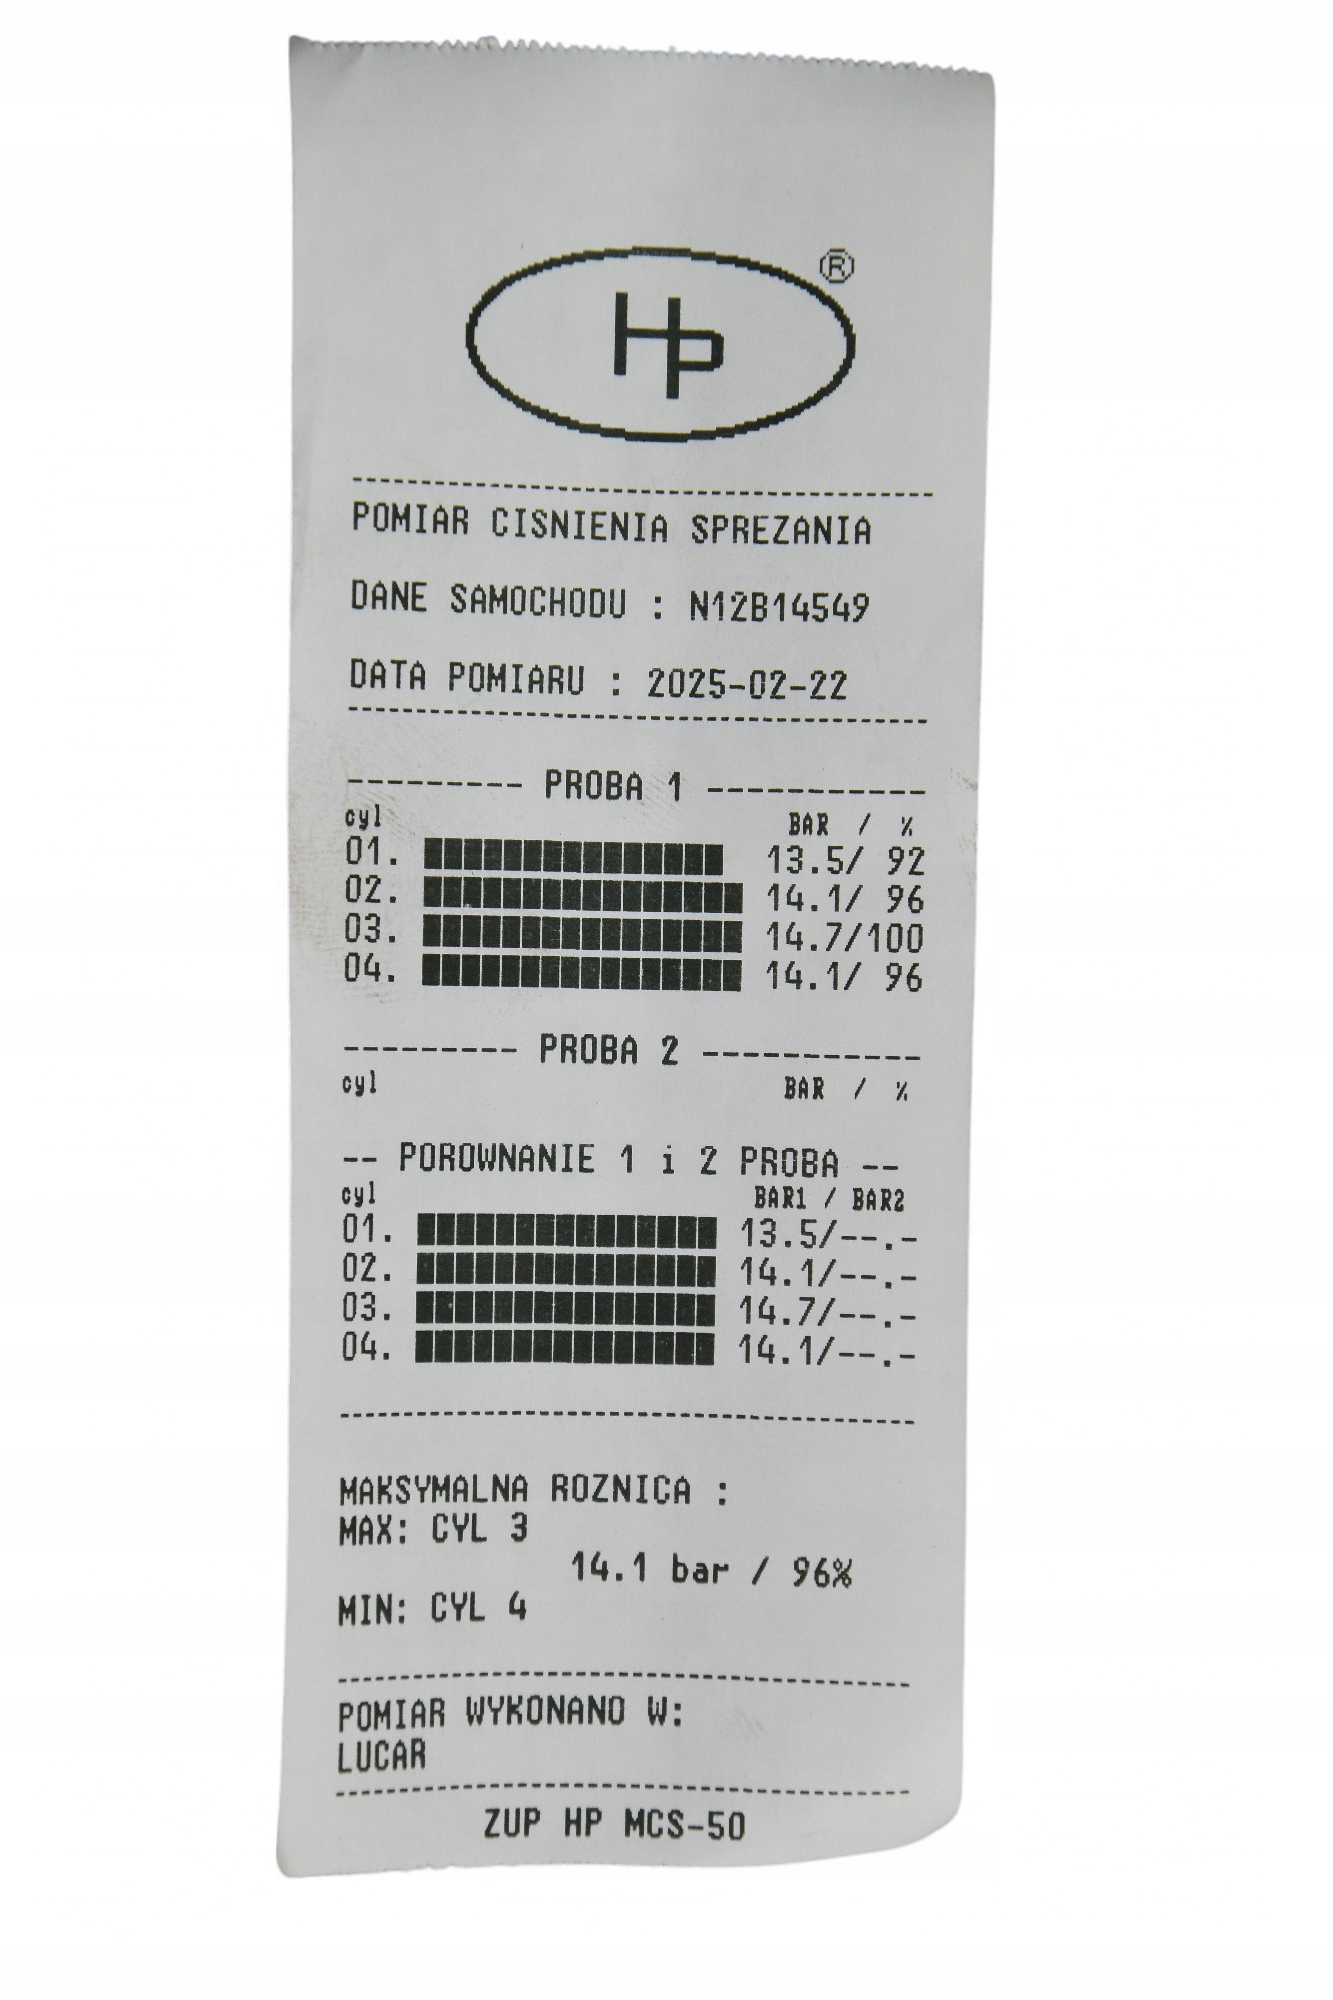 HP ®
POMIAR CISNIENIA SPREZANIA
DANE SAMOCHODU : N12B14549
DATA POMIARU : 2025-02-22
--------- PROBA 1 -----------
cyl BAR / %
01. 13.5/ 92
02. 14.1/ 96
03. 14.7/100
04. 14.1/ 96
--------- PROBA 2 -----------
cyl BAR / %
-- POROWNANIE 1 i 2 PROBA --
cyl BAR1 / BAR2
01. 13.5/--.-
02. 14.1/--.-
03. 14.7/--.-
04. 14.1/--.-
MAKSYMALNA ROZNICA :
MAX: CYL 3
14.1 bar / 96%
MIN: CYL 4
POMIAR WYKONANO W:
LUCAR
ZUP HP MCS-50